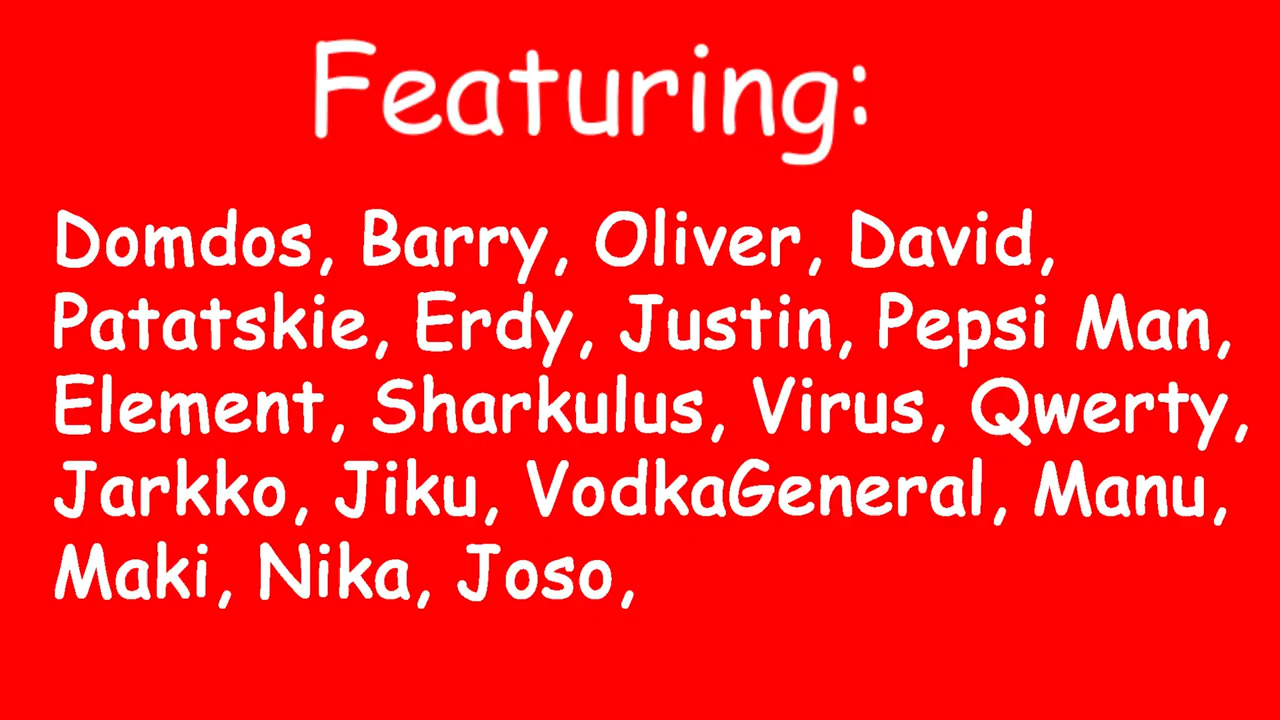 Featuring:
Domdos, Barry, Oliver, David,
Patatskie, Erdy, Justin, Pepsi Man,
Element, Sharkulus, Virus, Qwerty,
Jarkko, Jiku, VodkaGeneral, Manu,
Maki, Nika, Joso,